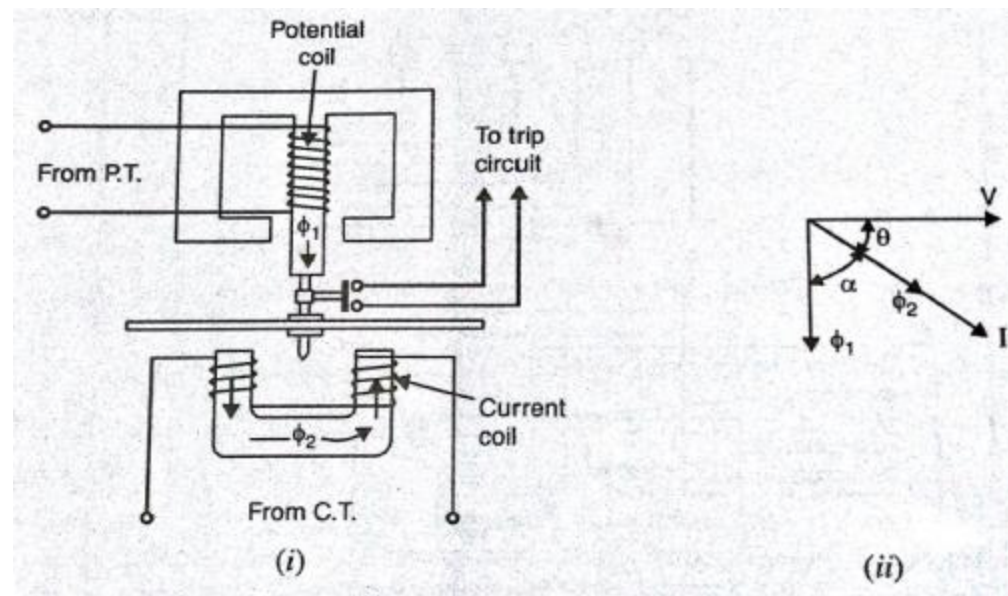 Potential
coil
To trip
circuit
From P.T.
ϕ1
V
θ
α
ϕ2
I
ϕ1
Current
coil
ϕ2
From C.T.
(i)
(ii)